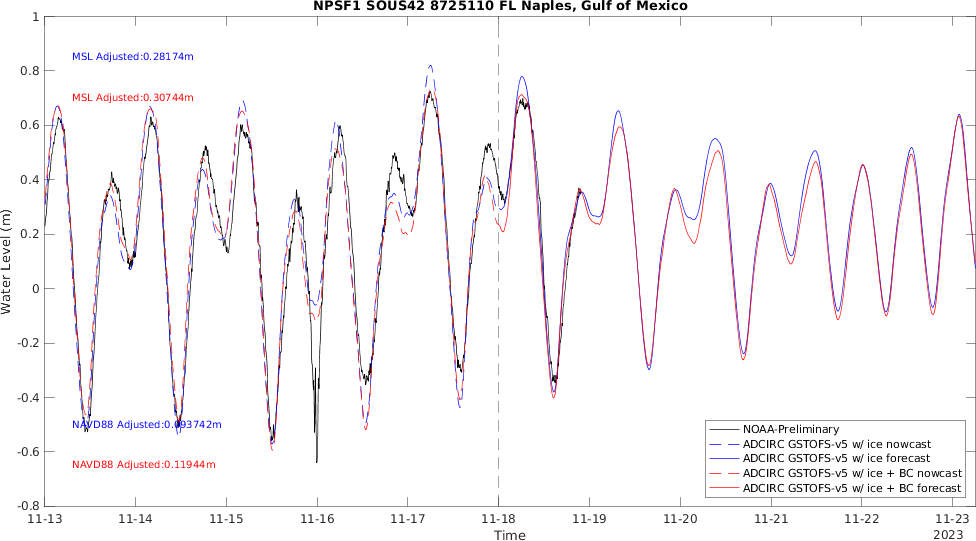 NPSF1 SOUS42 8725110 FL Naples, Gulf of Mexico
1
0.8
0.6
0.4
0.2
0
-0.2
-0.4
-0.6
-0.8
Water Level (m)
MSL Adjusted:0.28174m
MSL Adjusted:0.30744m
NAVD88 Adjusted:0.093742m
NAVD88 Adjusted:0.11944m
NOAA-Preliminary
ADCIRC GSTOFS-v5 w/ ice nowcast
ADCIRC GSTOFS-v5 w/ ice forecast
ADCIRC GSTOFS-v5 w/ ice + BC nowcast
ADCIRC GSTOFS-v5 w/ ice + BC forecast
11-13 11-14 11-15 11-16 11-17 11-18 11-19 11-20 11-21 11-22 11-23
Time 2023